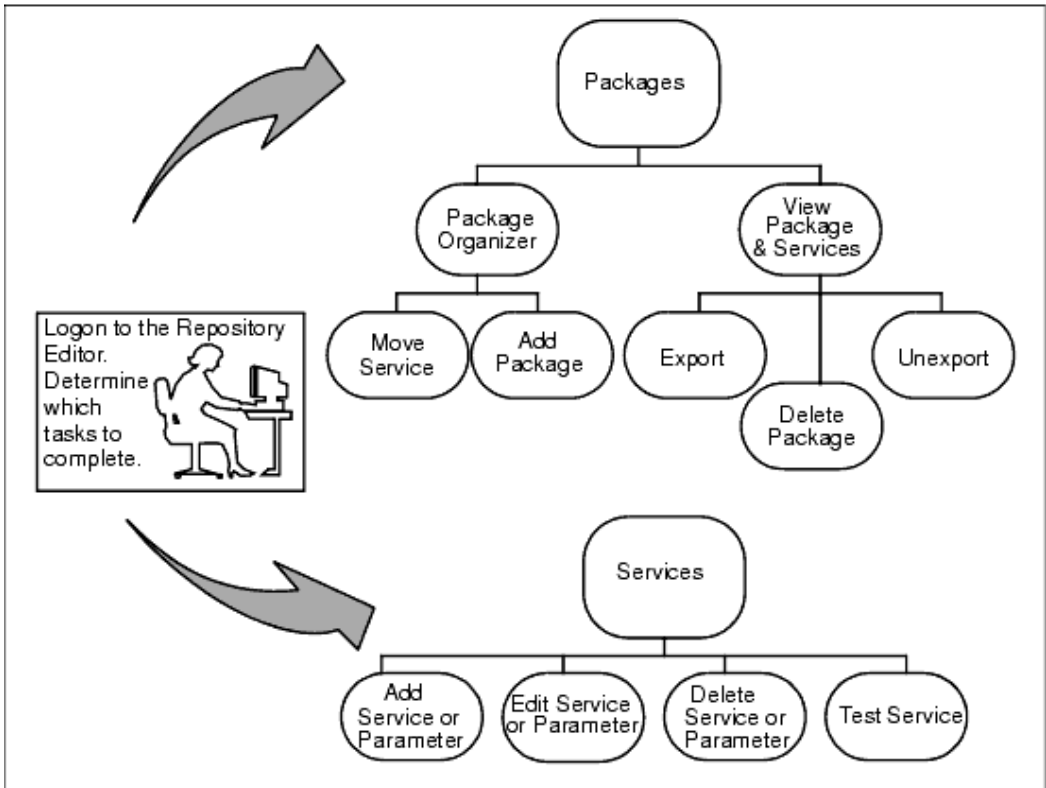 Packages
Package
Organizer
View
Package
& Services
Move
Service
Add
Package
Export
Unexport
Delete
Package
Logon to the Repository
Editor.
Determine
which
tasks to
complete.
Services
Add
Service or
Parameter
Edit Service
or Parameter
Delete
Service or
Parameter
Test Service